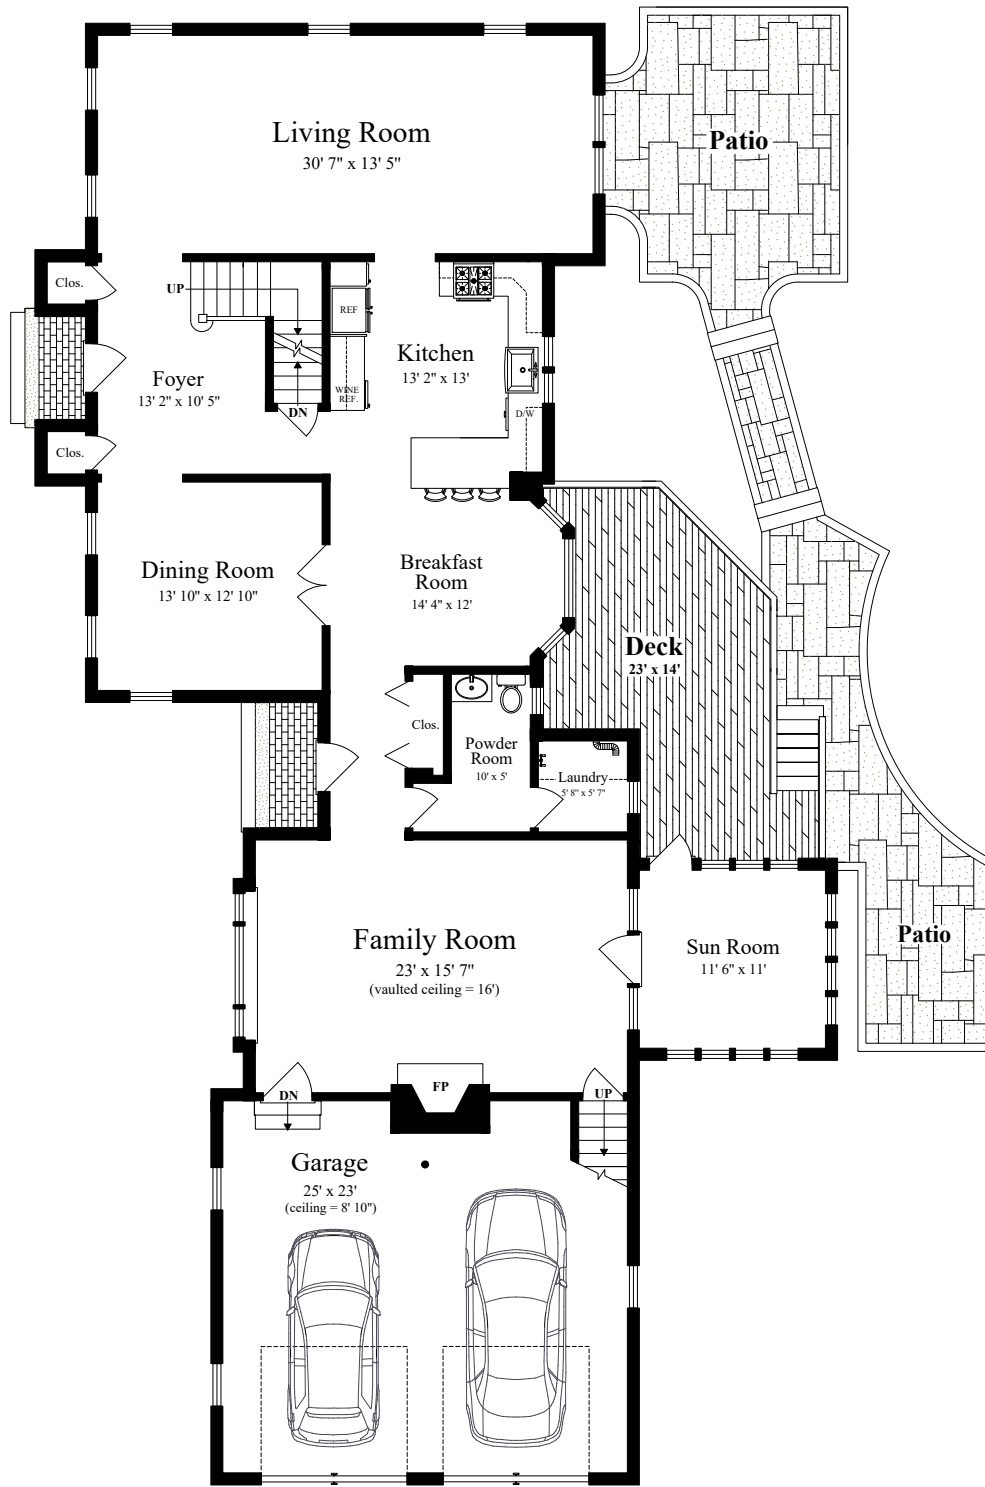 Living Room
30' 7" x 13' 5"
Patio
Clos.
UP
REF
Kitchen
13' 2" x 13'
Foyer
13' 2" x 10' 5"
WINE
REF.
DN
D/W
Clos.
Dining Room
13' 10" x 12' 10"
Breakfast
Room
14' 4" x 12'
Deck
23' x 14'
Clos.
Powder
Room
10' x 5'
Laundry
5' 8" x 5' 7"
Family Room
23' x 15' 7"
(vaulted ceiling = 16')
Sun Room
11' 6" x 11'
Patio
DN
FP
UP
Garage
25' x 23'
(ceiling = 8' 10")